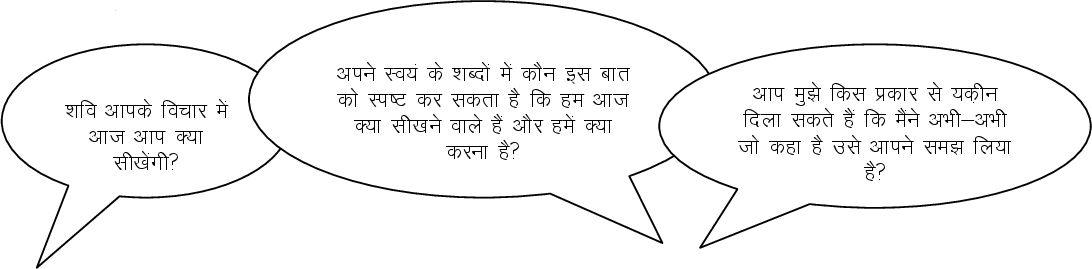 शवि आपके विचार में
आज आप क्या
सीखेंगी?
अपने स्वयं के शब्दों में कौन इस बात
को स्पष्ट कर सकता है कि हम आज
क्या सीखने वाले हैं और हमें क्या
करना है?
आप मुझे किस प्रकार से यकीन
दिला सकते हैं कि मैंने अभी–अभी
जो कहा है उसे आपने समझ लिया
है?